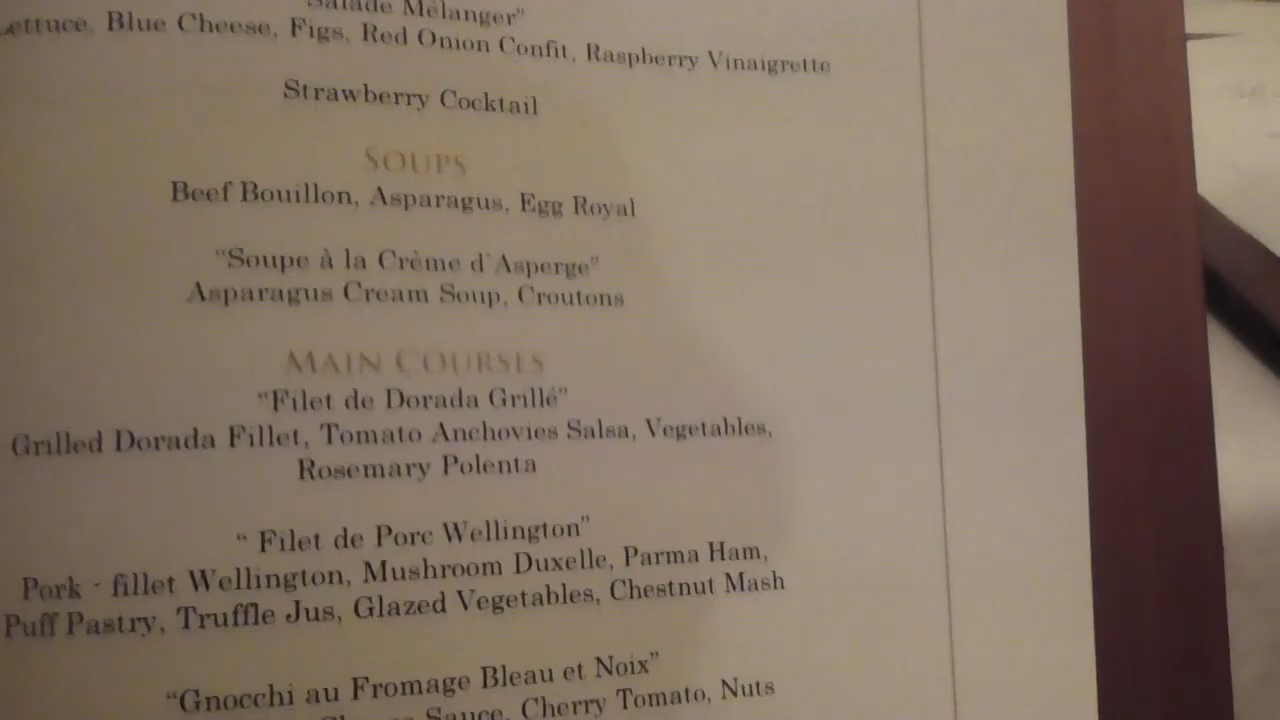 "Salade Mélanger"
Lettuce, Blue Cheese, Figs, Red Onion Confit, Raspberry Vinaigrette
Strawberry Cocktail
SOUPS
Beef Bouillon, Asparagus, Egg Royal
"Soupe à la Crème d'Asperge"
Asparagus Cream Soup, Croutons
MAIN COURSES
"Filet de Dorada Grillé"
Grilled Dorada Fillet, Tomato Anchovies Salsa, Vegetables,
Rosemary Polenta
" Filet de Porc Wellington"
Pork - fillet Wellington, Mushroom Duxelle, Parma Ham,
Puff Pastry, Truffle Jus, Glazed Vegetables, Chestnut Mash
"Gnocchi au Fromage Bleau et Noix"
Sauce, Cherry Tomato, Nuts